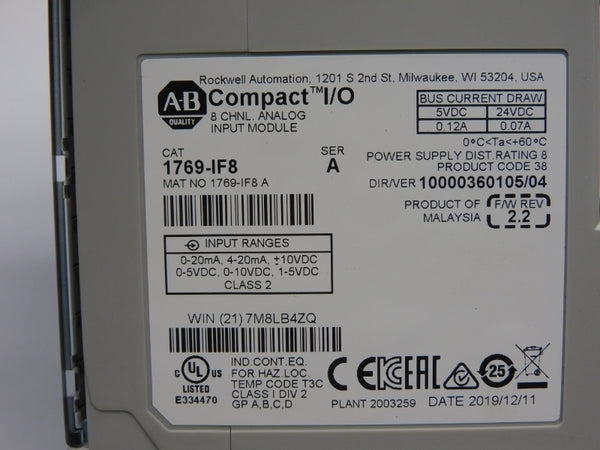 Rockwell Automation, 1201 S 2nd St, Milwaukee, WI 53204, USA
A-B
QUALITY
Compact™I/O
8 CHNL. ANALOG
INPUT MODULE
BUS CURRENT DRAW
5VDC 24VDC
0.12A 0.07A
0°C<Ta<+60°C
CAT
1769-IF8
SER
A
POWER SUPPLY DIST.RATING 8
PRODUCT CODE 38
MAT NO 1769-IF8 A
DIR/VER 10000360105/04
PRODUCT OF
MALAYSIA
F/W REV
2.2
INPUT RANGES
0-20mA, 4-20mA, ±10VDC
0-5VDC, 0-10VDC, 1-5VDC
CLASS 2
WIN (21) 7M8LB4ZQ
C UL US
LISTED
E334470
IND CONT.EQ.
FOR HAZ.LOC.
TEMP CODE T3C
CLASS I DIV 2
GP A,B,C,D
CE
EAC
25
PLANT 2003259
DATE 2019/12/11